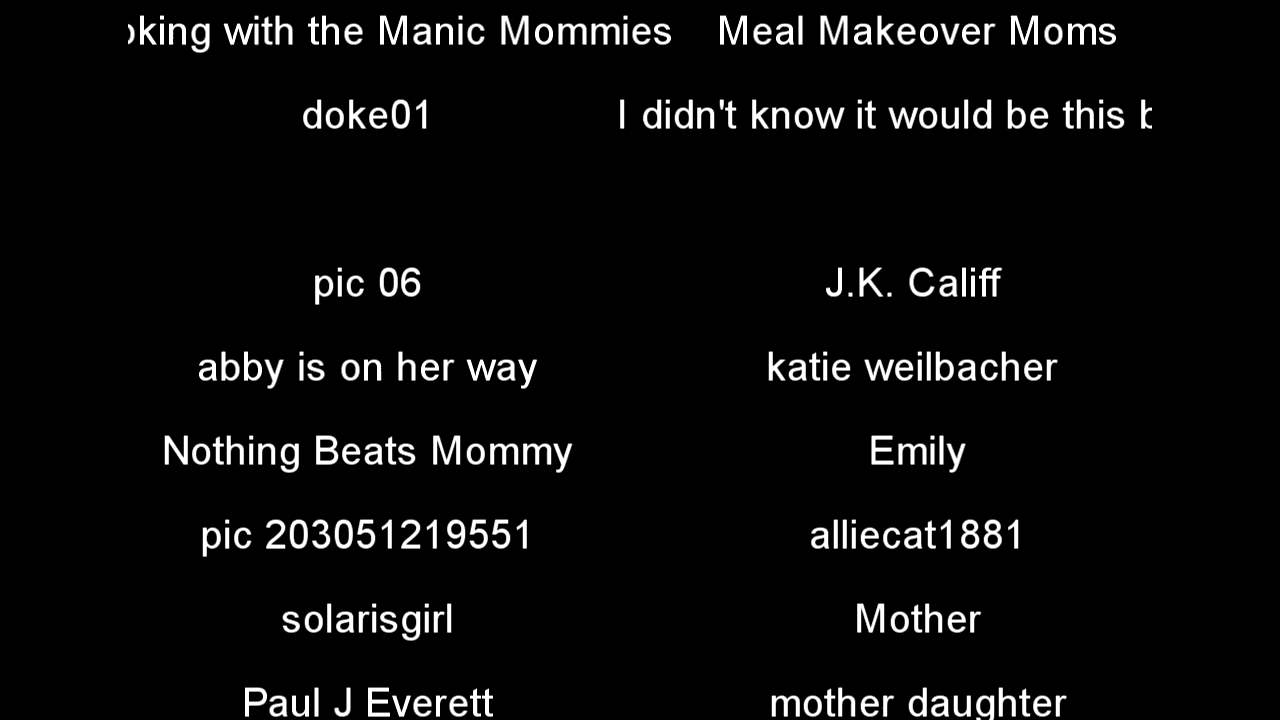 with the Manic Mommies Meal Makeover Moms
doke01 I didn't know it would be this
pic 06 J.K. Califf
abby is on her way katie weilbacher
Nothing Beats Mommy Emily
pic 203051219551 alliecat1881
solarisgirl Mother
Paul J Everett mother daughter